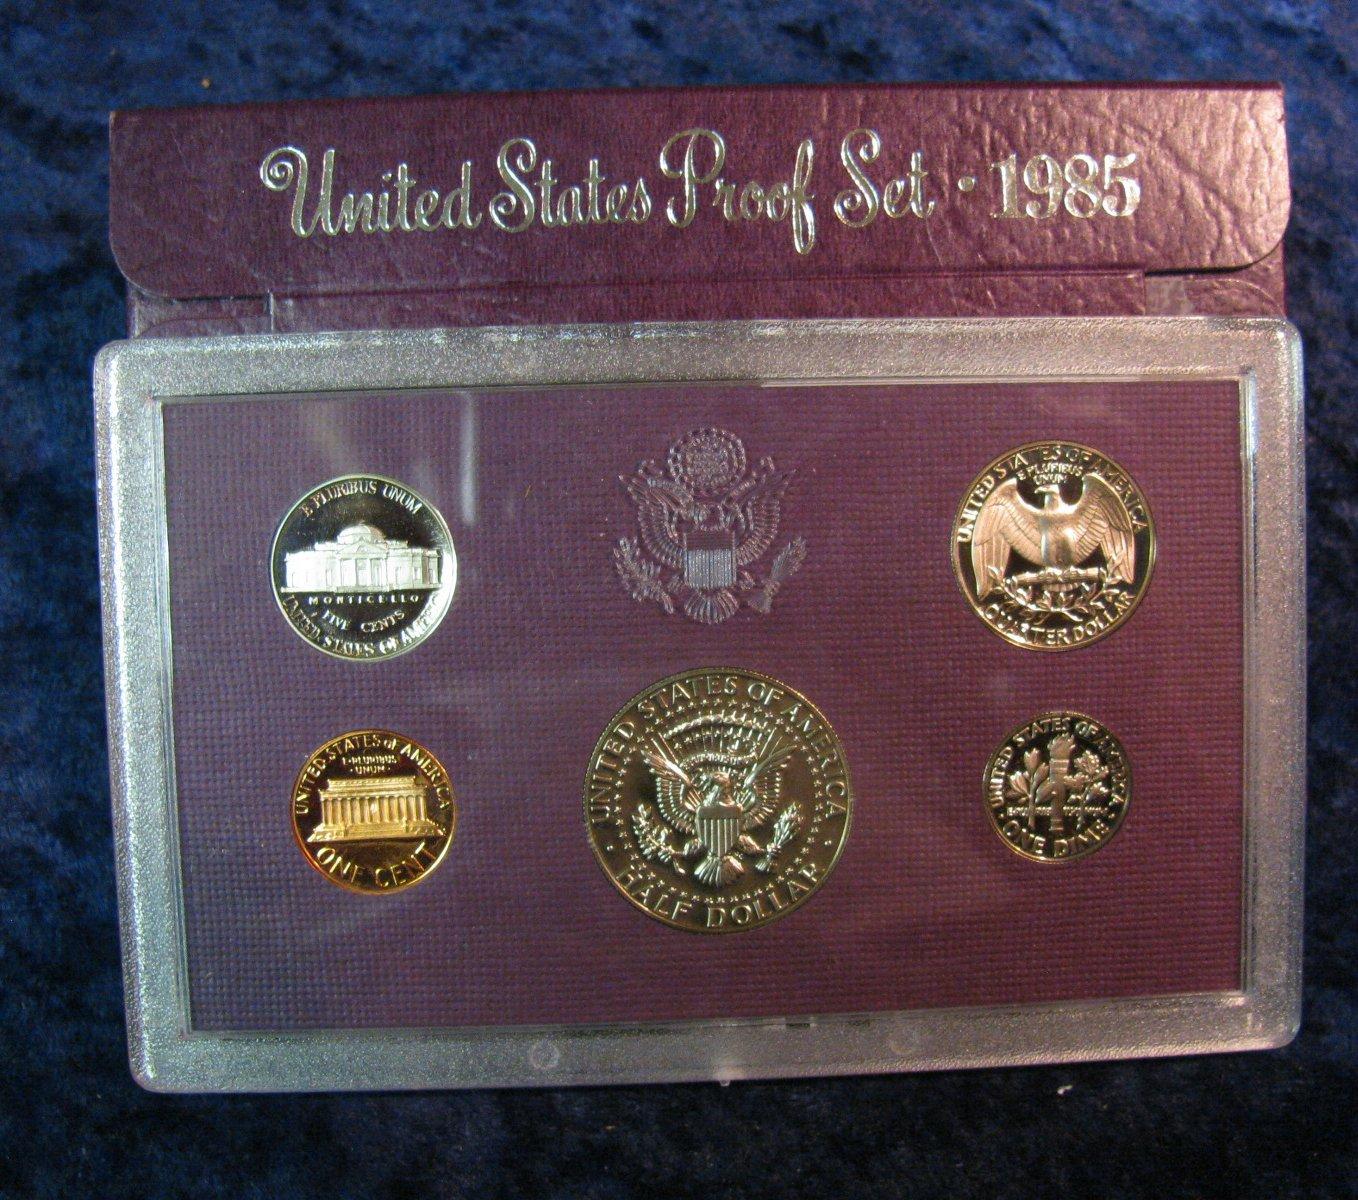 United States Proof Set · 1985
E PLURIBUS UNUM
MONTICELLO
FIVE CENTS
UNITED STATES OF AMERICA
UNITED STATES OF AMERICA
E PLURIBUS
UNUM
QUARTER DOLLAR
UNITED STATES OF AMERICA
E·PLURIBUS
·UNUM·
ONE CENT
UNITED STATES OF AMERICA
HALF DOLLAR
UNITED STATES OF AMERICA
ONE DIME